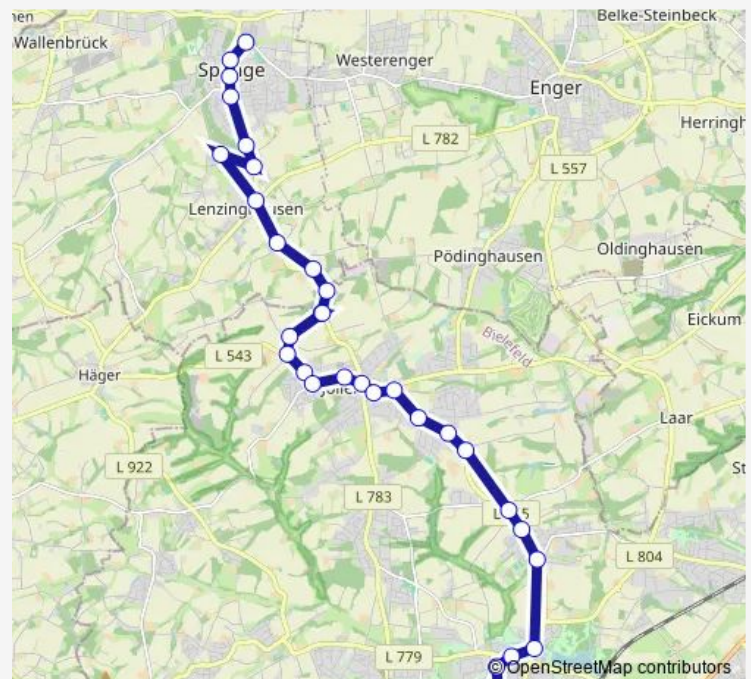 Belke-Steinbeck
Wallenbrück
Westerenger
Enger
L 782
Herringh
L 557
Lenzinghausen
Pödinghausen
Oldinghausen
Eickum
Bielefeld
L 543
Häger
Laar
L 922
St
L 783
L 804
L 779
© OpenStreetMap contributors